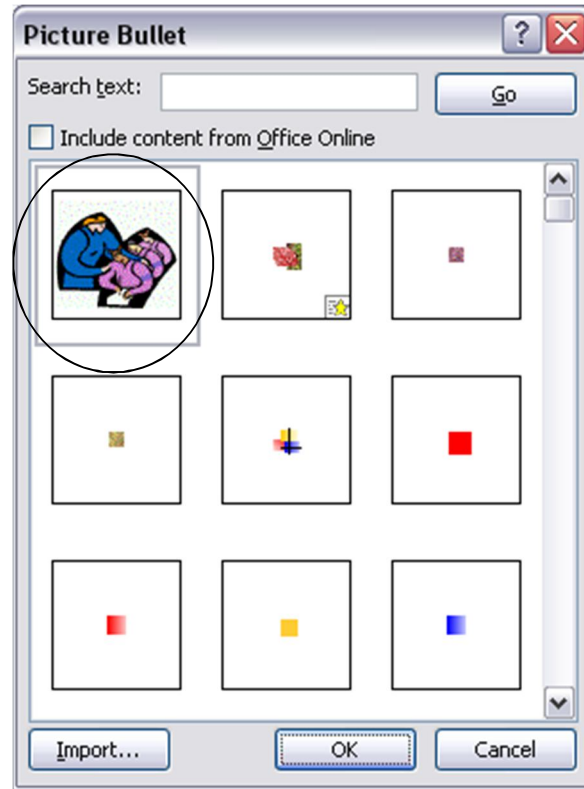 Picture Bullet
Search text:
Go
Include content from Office Online
Import...
OK
Cancel